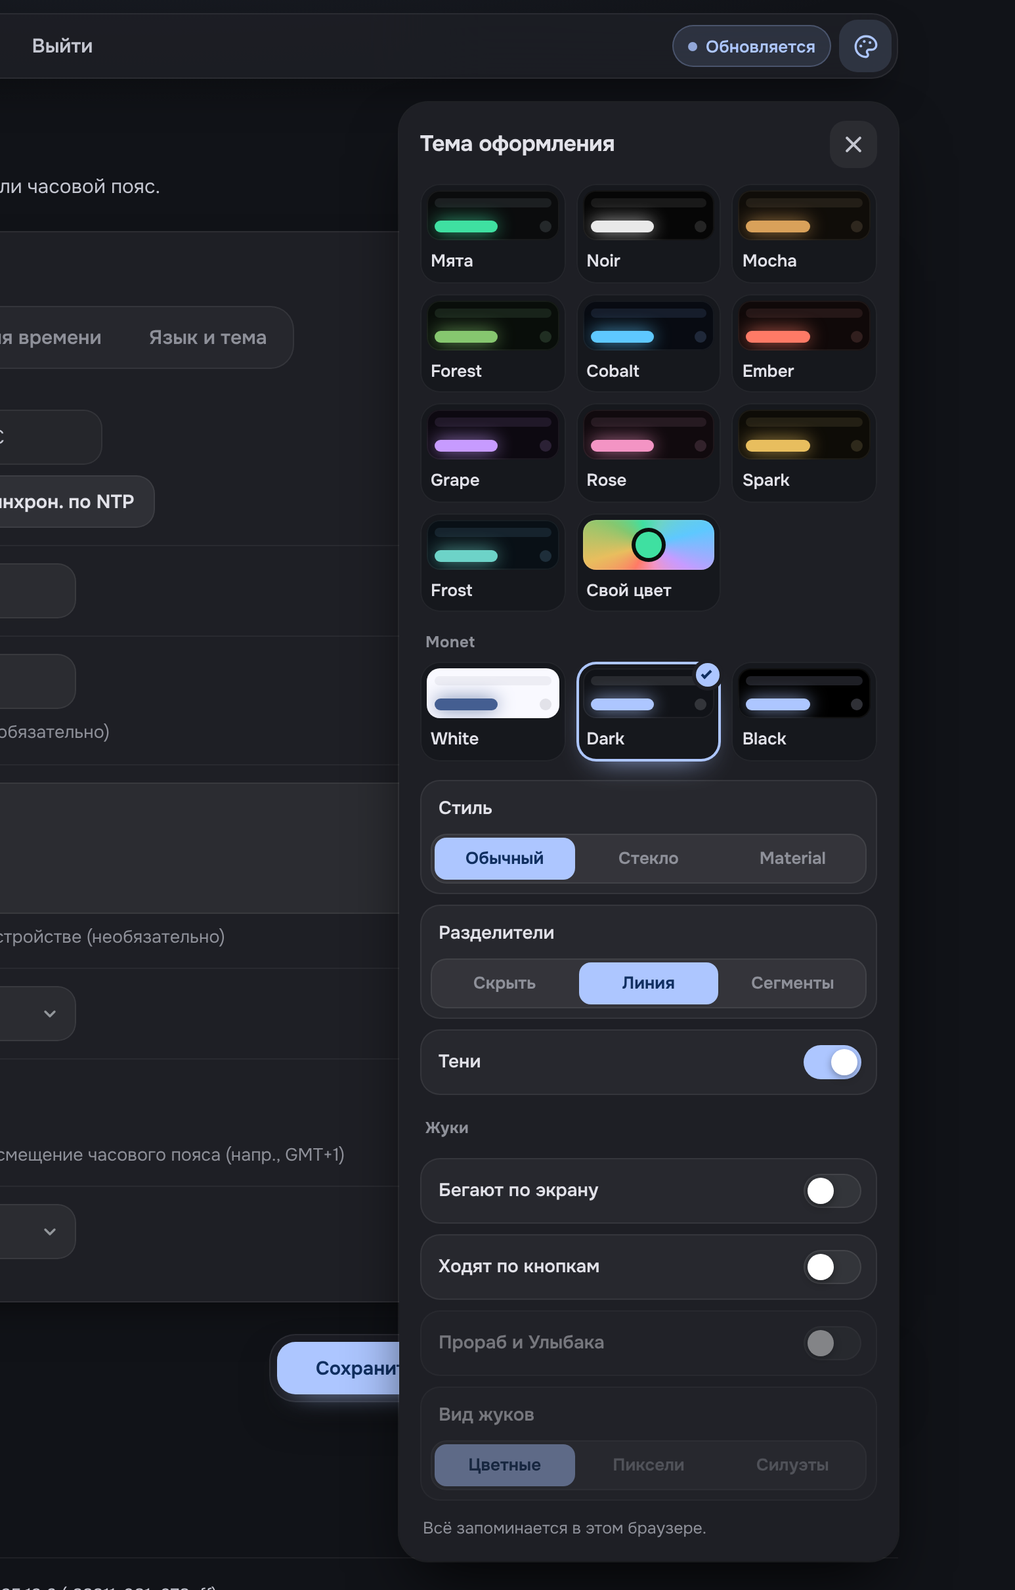 Выйти
Обновляется
Тема оформления
ли часовой пояс.
Мята Noir Mocha
времени Язык и тема
Forest Cobalt Ember
Grape Rose Spark
нхрон. по NTP
Frost Свой цвет
Monet
обязательно)
White Dark Black
Стиль
Обычный Стекло Material
Разделители
стройстве (необязательно)
Скрыть Линия Сегменты
Тени
Жуки
смещение часового пояса (напр., GMT+1)
Бегают по экрану
Ходят по кнопкам
Прораб и Улыбака
Сохранит
Вид жуков
Цветные Пиксели Силуэты
Всё запоминается в этом браузере.